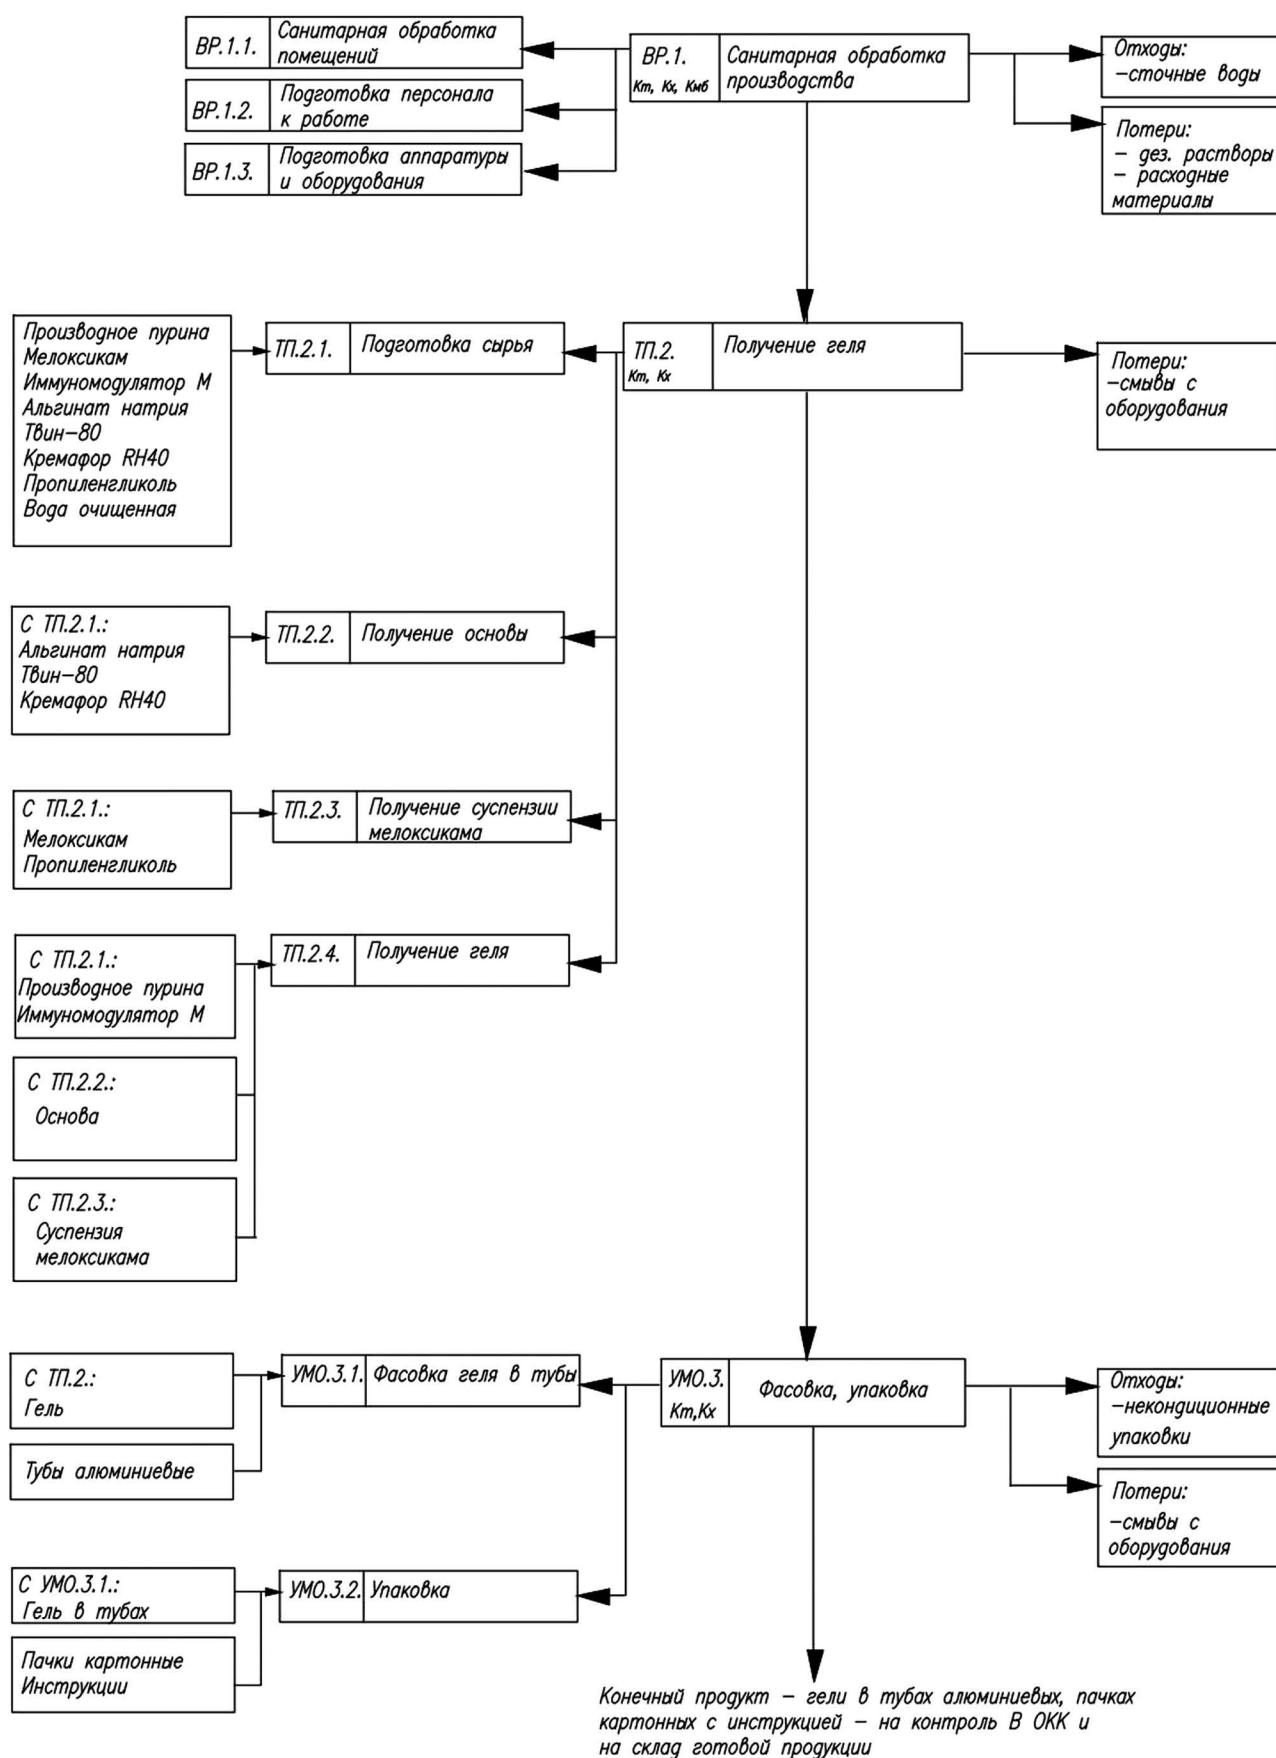 ВР.1.1.
Санитарная обработка
помещений
ВР.1.2.
Подготовка персонала
к работе
ВР.1.3.
Подготовка аппаратуры
и оборудования
ВР.1.
Кт, Кх, Кмб
Санитарная обработка
производства
Отходы:
–сточные воды
Потери:
– дез. растворы
– расходные
материалы
Производное пурина
Мелоксикам
Иммуномодулятор М
Альгинат натрия
Твин–80
Кремафор RH40
Пропиленгликоль
Вода очищенная
ТП.2.1.
Подготовка сырья
ТП.2.
Кт, Кх
Получение геля
Потери:
–смывы с
оборудования
С ТП.2.1.:
Альгинат натрия
Твин–80
Кремафор RH40
ТП.2.2.
Получение основы
С ТП.2.1.:
Мелоксикам
Пропиленгликоль
ТП.2.3.
Получение суспензии
мелоксикама
С ТП.2.1.:
Производное пурина
Иммуномодулятор М
ТП.2.4.
Получение геля
С ТП.2.2.:
Основа
С ТП.2.3.:
Суспензия
мелоксикама
С ТП.2.:
Гель
Тубы алюминиевые
УМО.3.1.
Фасовка геля в тубы
УМО.3.
Кт,Кх
Фасовка, упаковка
Отходы:
–некондиционные
упаковки
Потери:
–смывы с
оборудования
С УМО.3.1.:
Гель в тубах
Пачки картонные
Инструкции
УМО.3.2.
Упаковка
Конечный продукт – гели в тубах алюминиевых, пачках
картонных с инструкцией – на контроль В ОКК и
на склад готовой продукции